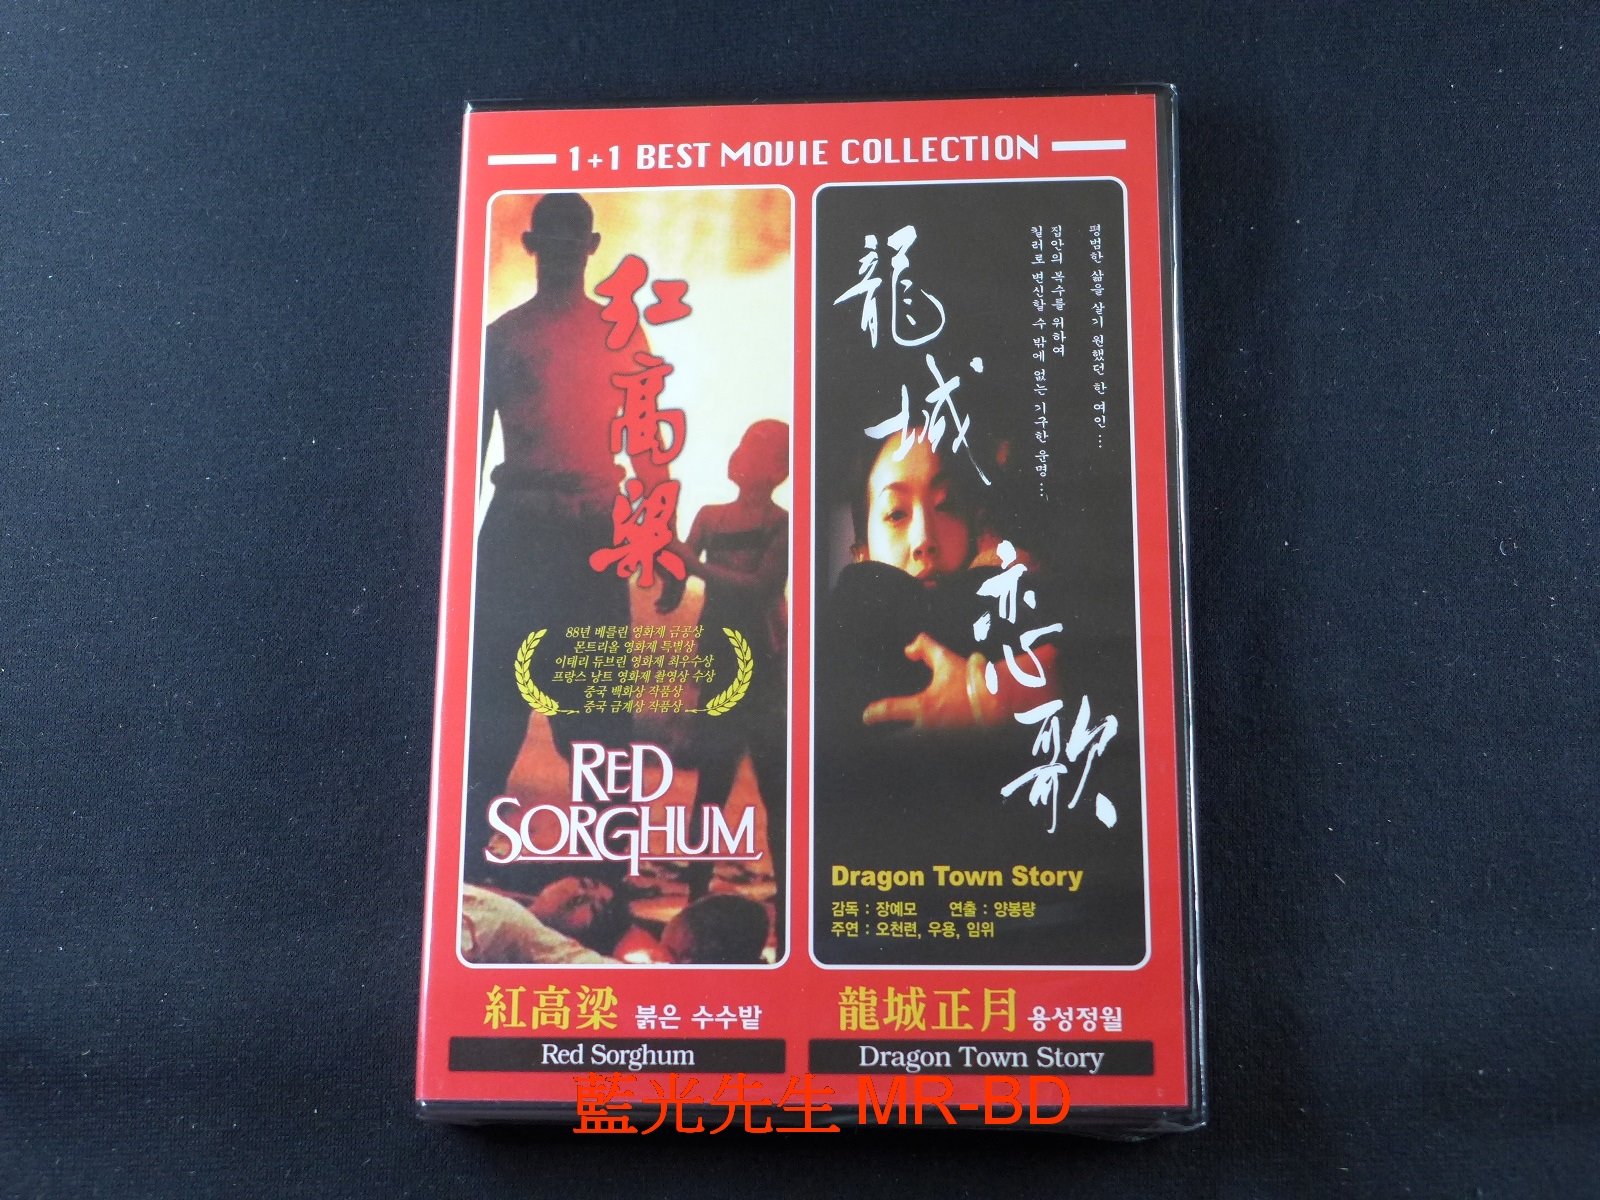 1+1 BEST MOVIE COLLECTION
紅高梁
88년 베를린 영화제 금곰상
몬트리올 영화제 특별상
이태리 듀브린 영화제 최우수상
프랑스 낭트 영화제 촬영상 수상
중국 백화상 작품상
중국 금계상 작품상
RED
SORGHUM
평범한 삶을 살기 원했던 한 여인...
집안의 복수를 위하여
킬러로 변신할 수 밖에 없는 기구한 운명...
龍城恋歌
Dragon Town Story
감독 : 장예모 연출 : 양봉량
주연 : 오천련, 우용, 임위
紅高梁 붉은 수수밭
Red Sorghum
龍城正月 용성정월
Dragon Town Story
藍光先生 MR-BD